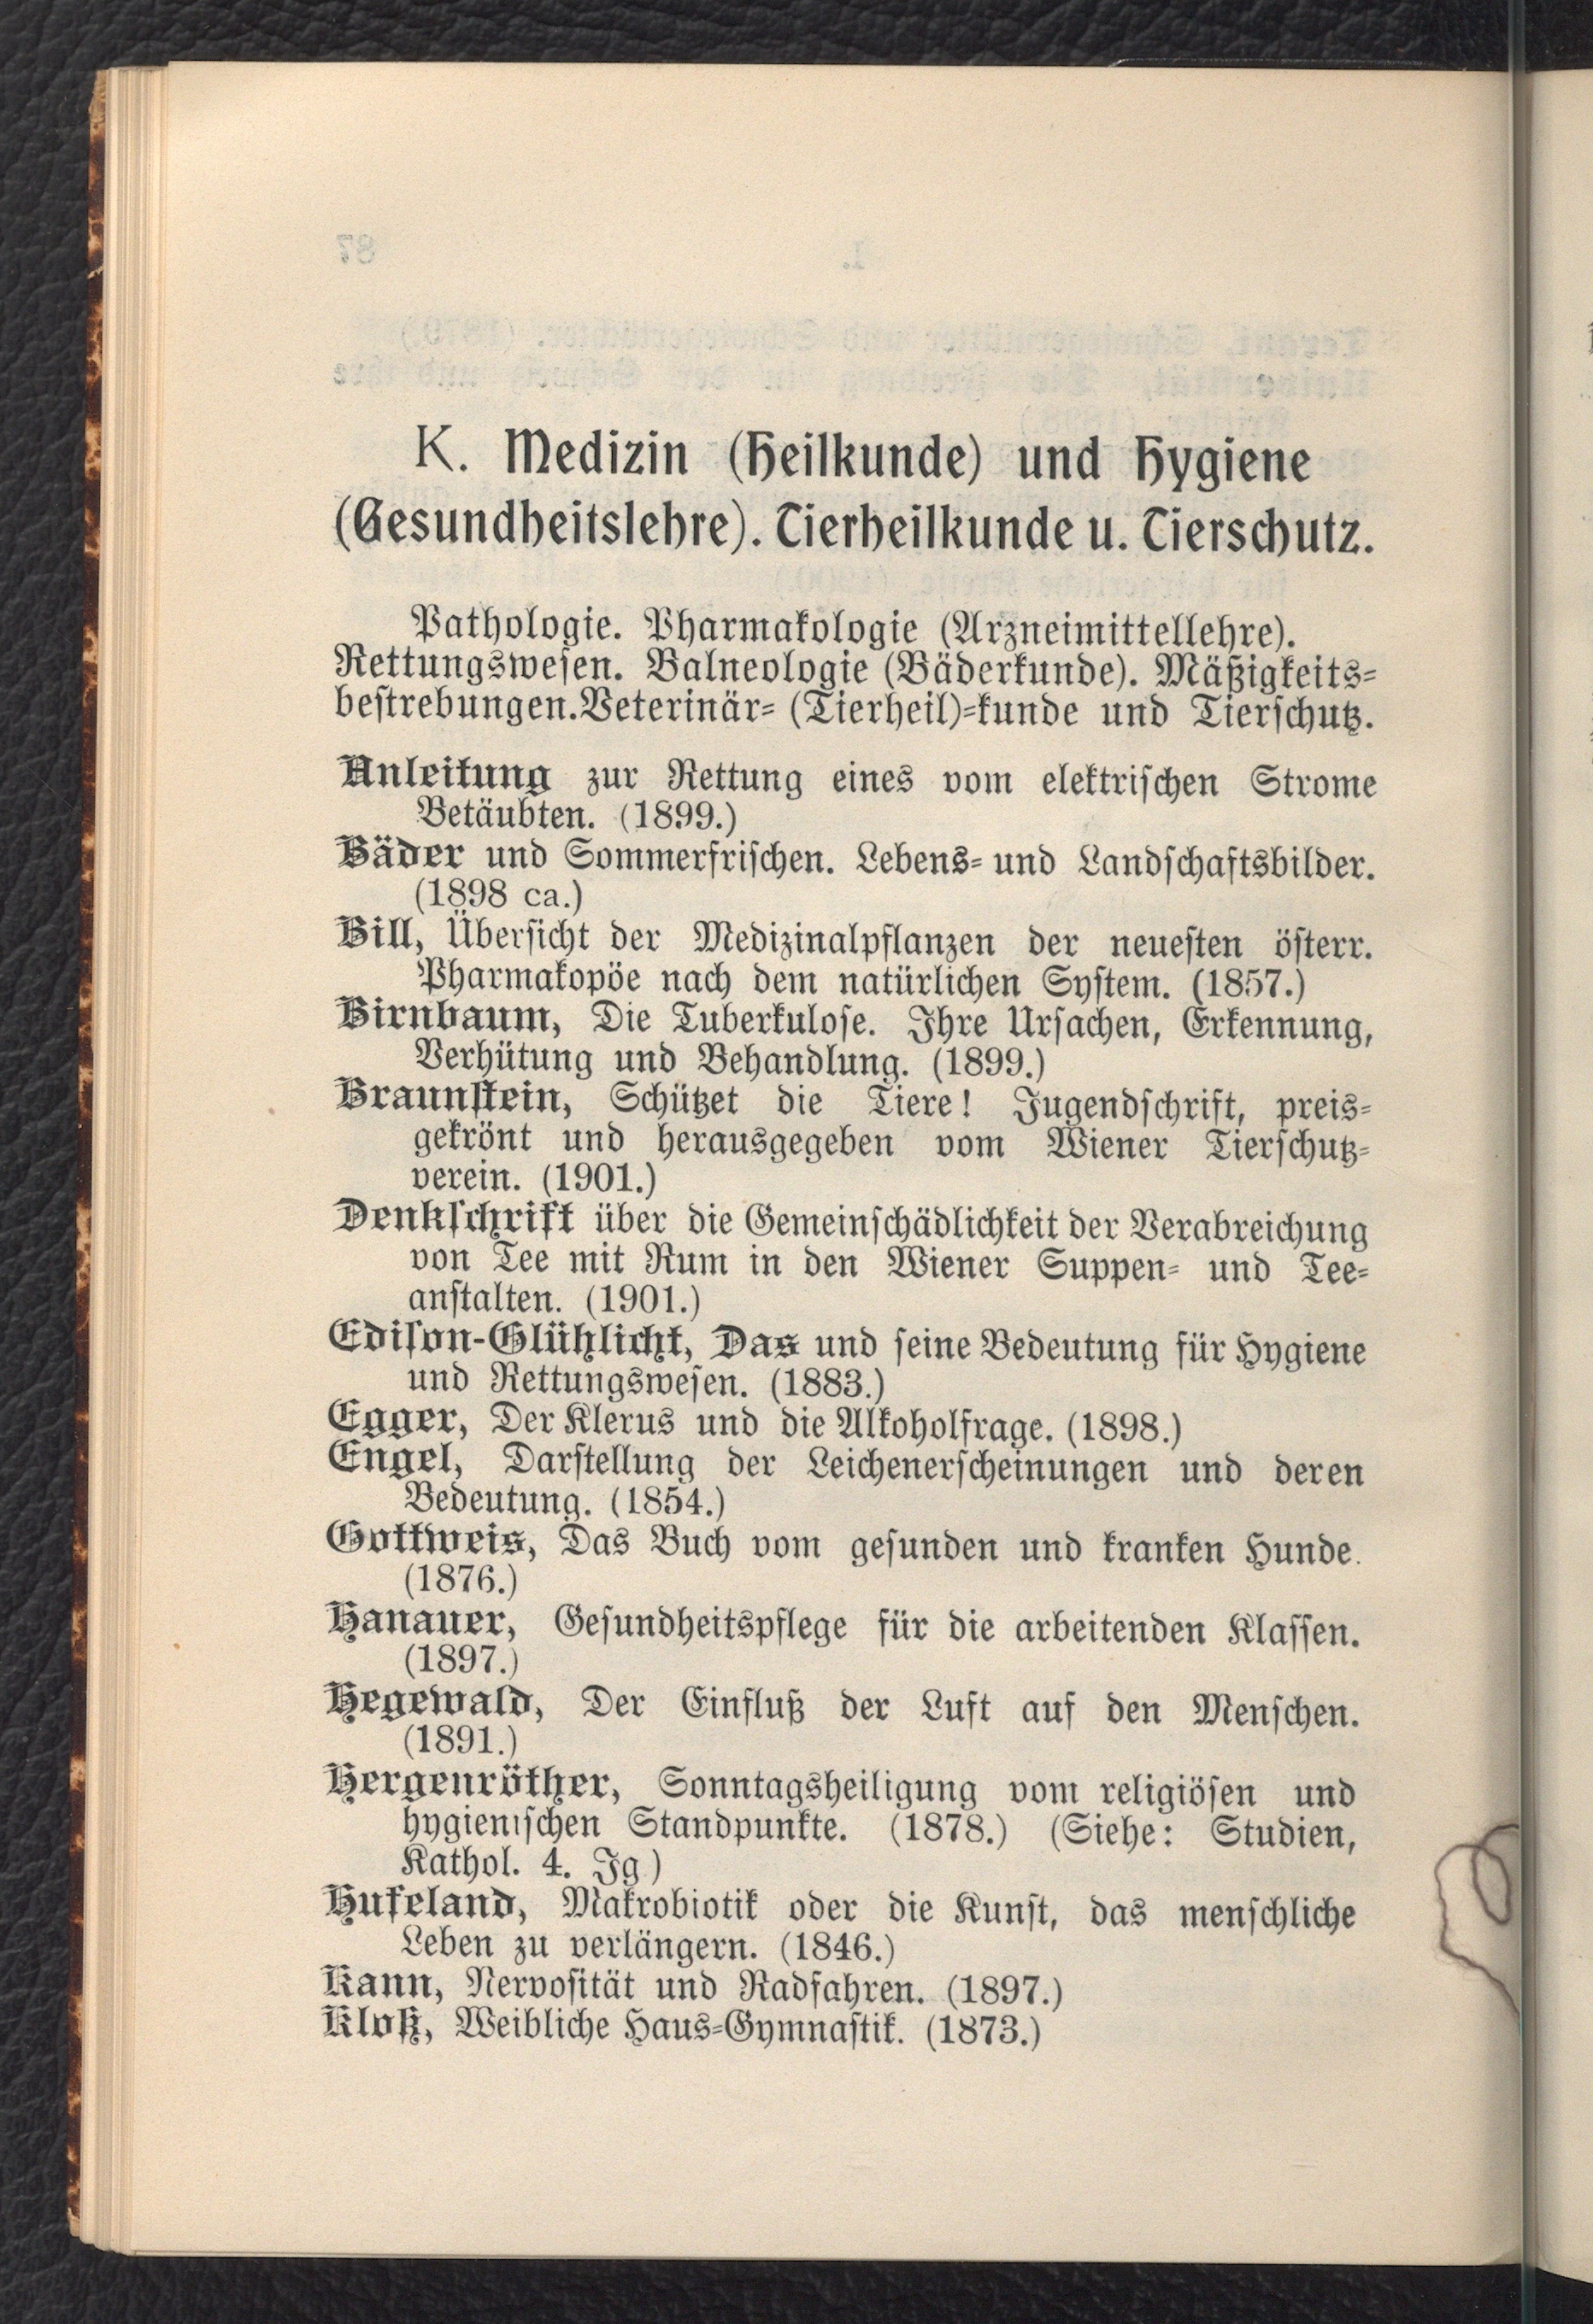 K. Medizin (Heilkunde) und Hygiene
(Gesundheitslehre). Tierheilkunde u. Tierschutz.
Pathologie. Pharmakologie (Arzneimittellehre).
Rettungswesen. Balneologie (Bäderkunde). Mäßigkeits-
bestrebungen. Veterinär- (Tierheil)-kunde und Tierschutz.
Anleitung zur Rettung eines vom elektrischen Strome
Betäubten. (1899.)
Bäder und Sommerfrischen. Lebens- und Landschaftsbilder.
(1898 ca.)
Bill, Übersicht der Medizinalpflanzen der neuesten österr.
Pharmakopöe nach dem natürlichen System. (1857.)
Birnbaum, Die Tuberkulose. Ihre Ursachen, Erkennung,
Verhütung und Behandlung. (1899.)
Braunstein, Schützet die Tiere! Jugendschrift, preis-
gekrönt und herausgegeben vom Wiener Tierschutz-
verein. (1901.)
Denkschrift über die Gemeinschädlichkeit der Verabreichung
von Tee mit Rum in den Wiener Suppen- und Tee-
anstalten. (1901.)
Edison-Glühlicht, Das und seine Bedeutung für Hygiene
und Rettungswesen. (1883.)
Egger, Der Klerus und die Alkoholfrage. (1898.)
Engel, Darstellung der Leichenerscheinungen und deren
Bedeutung. (1854.)
Gottweis, Das Buch vom gesunden und kranken Hunde.
(1876.)
Hanauer, Gesundheitspflege für die arbeitenden Klassen.
(1897.)
Hegewald, Der Einfluß der Luft auf den Menschen.
(1891.)
Hergenröther, Sonntagsheiligung vom religiösen und
hygienischen Standpunkte. (1878.) (Siehe: Studien,
Kathol. 4. Jg)
Hufeland, Makrobiotik oder die Kunst, das menschliche
Leben zu verlängern. (1846.)
Kann, Nervosität und Radfahren. (1897.)
Kloß, Weibliche Haus-Gymnastik. (1873.)